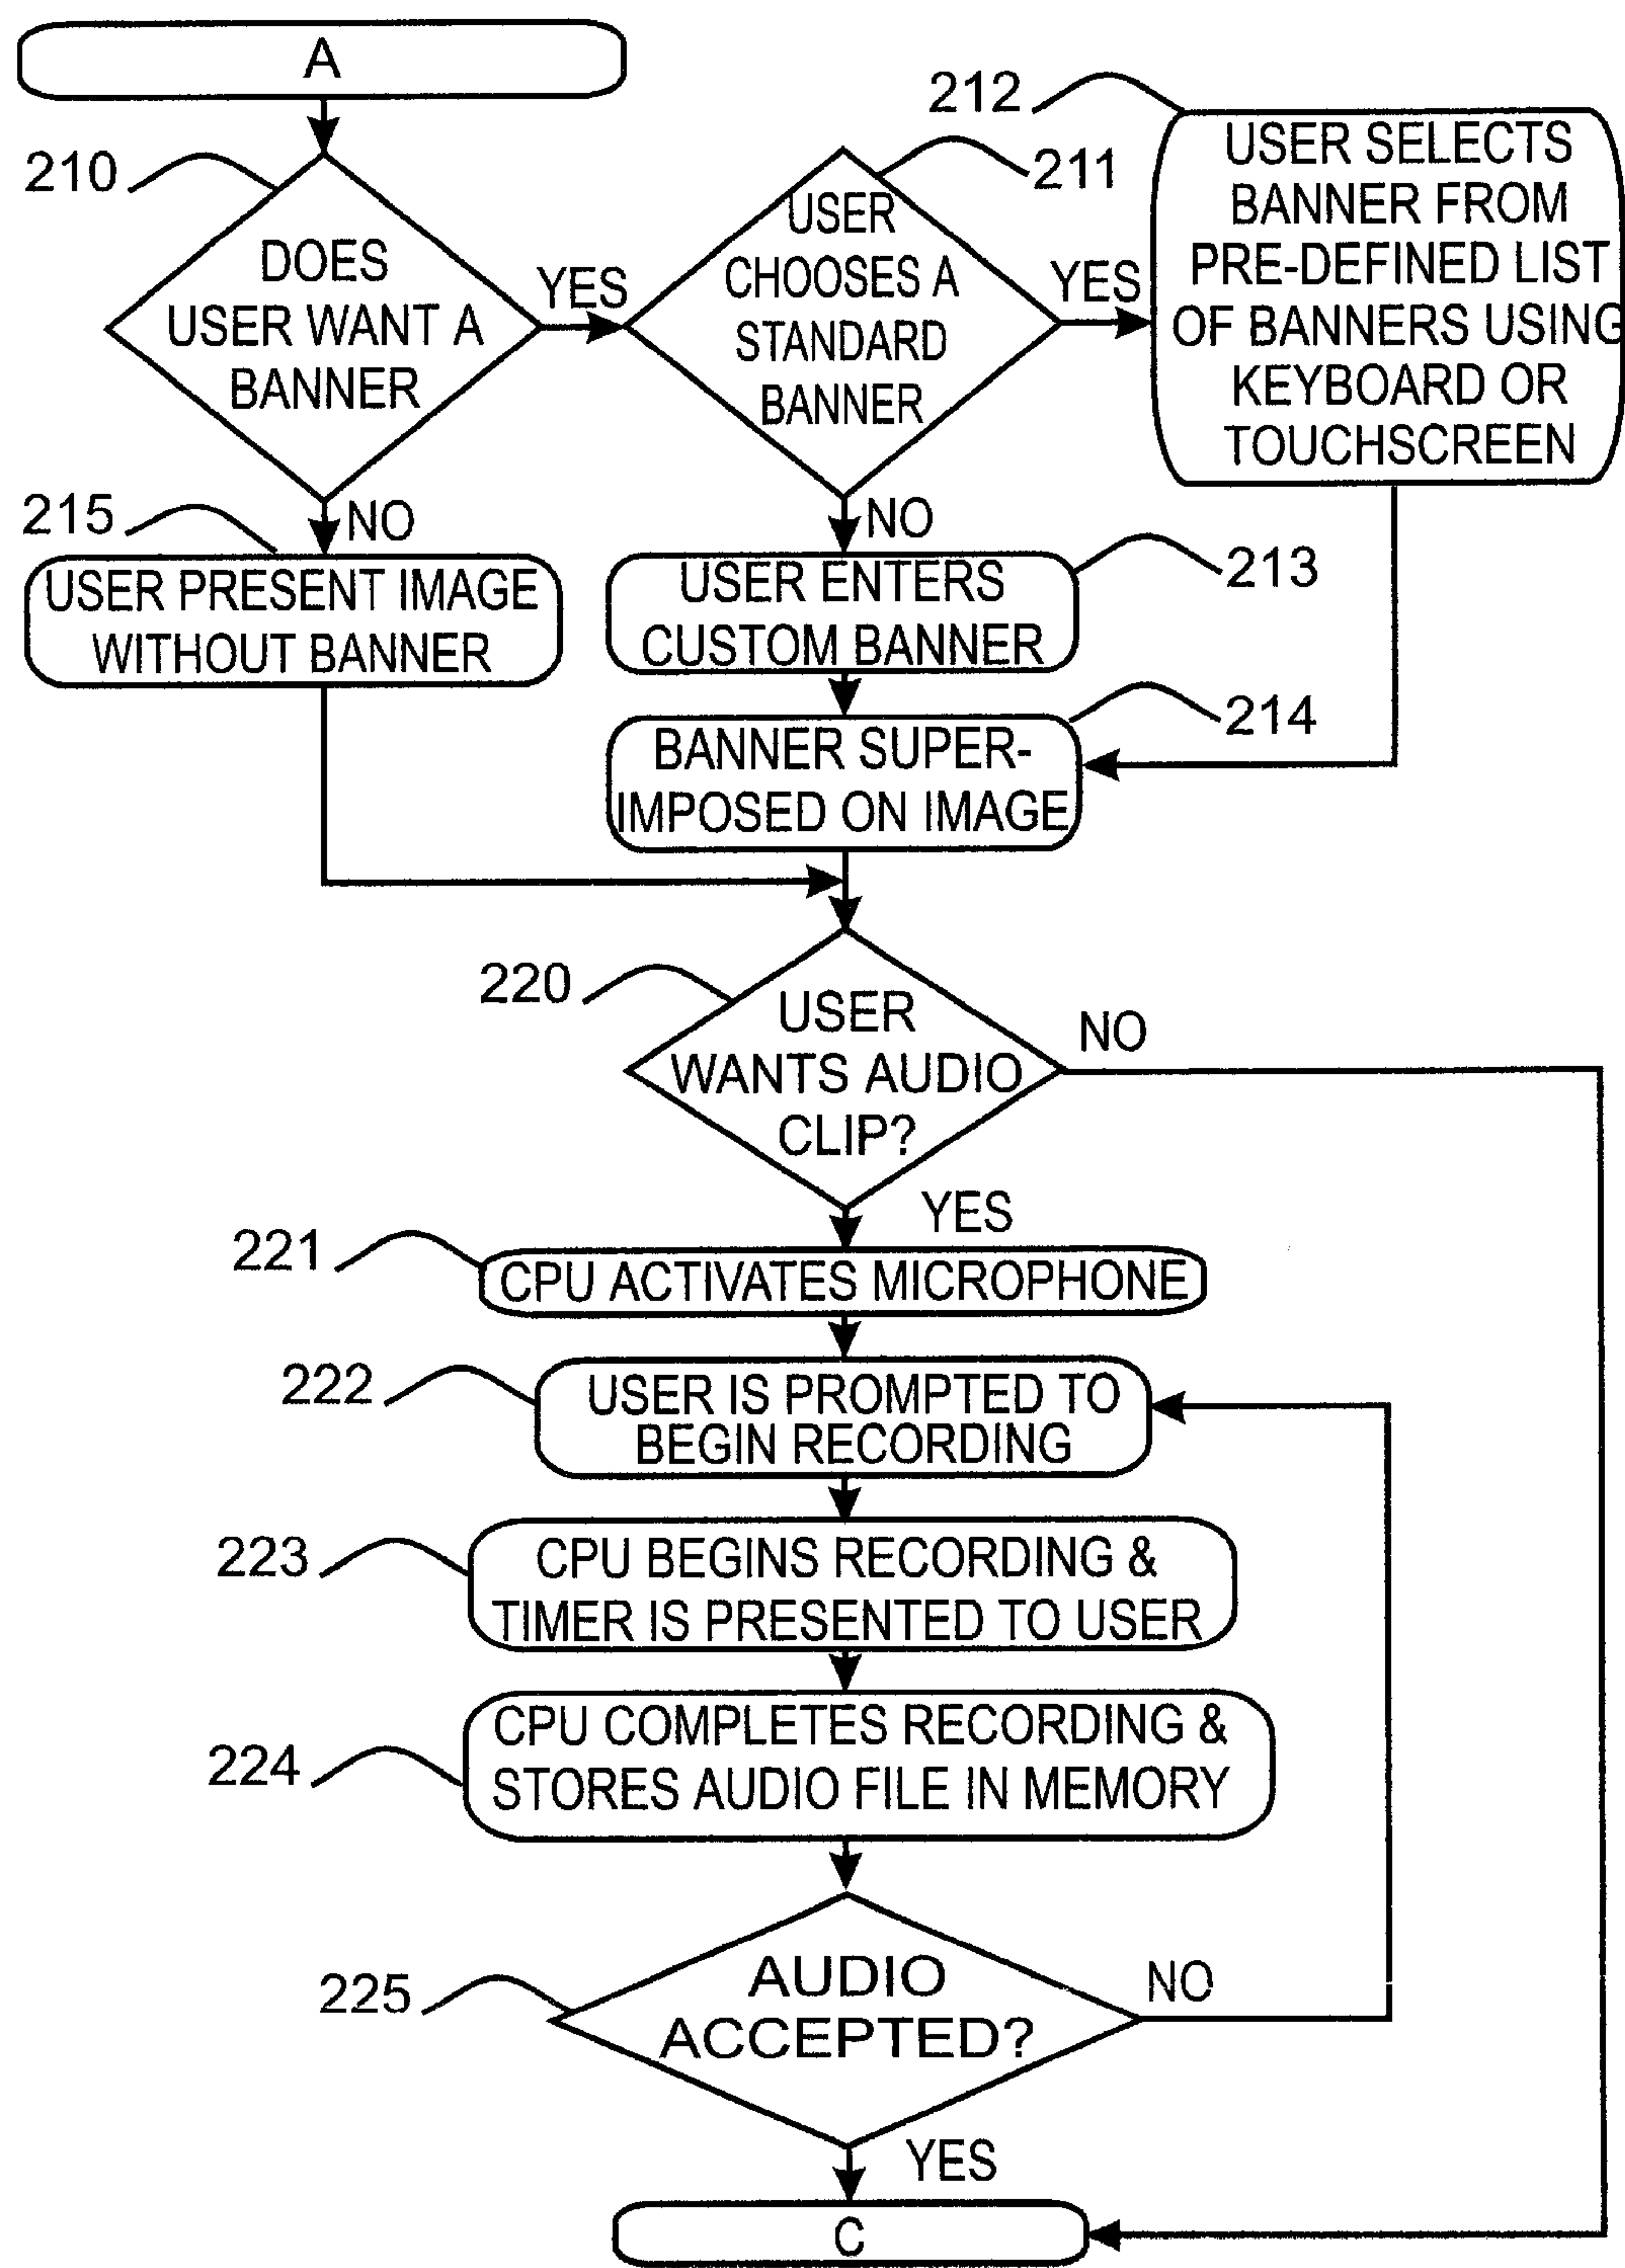 A
210
DOES
USER WANT A
BANNER
YES
211
USER
CHOOSES A
STANDARD
BANNER
YES
212
USER SELECTS
BANNER FROM
PRE-DEFINED LIST
OF BANNERS USING
KEYBOARD OR
TOUCHSCREEN
NO
215
USER PRESENT IMAGE
WITHOUT BANNER
NO
213
USER ENTERS
CUSTOM BANNER
214
BANNER SUPER-
IMPOSED ON IMAGE
220
USER
WANTS AUDIO
CLIP?
NO
YES
221
CPU ACTIVATES MICROPHONE
222
USER IS PROMPTED TO
BEGIN RECORDING
223
CPU BEGINS RECORDING &
TIMER IS PRESENTED TO USER
224
CPU COMPLETES RECORDING &
STORES AUDIO FILE IN MEMORY
225
AUDIO
ACCEPTED?
NO
YES
C